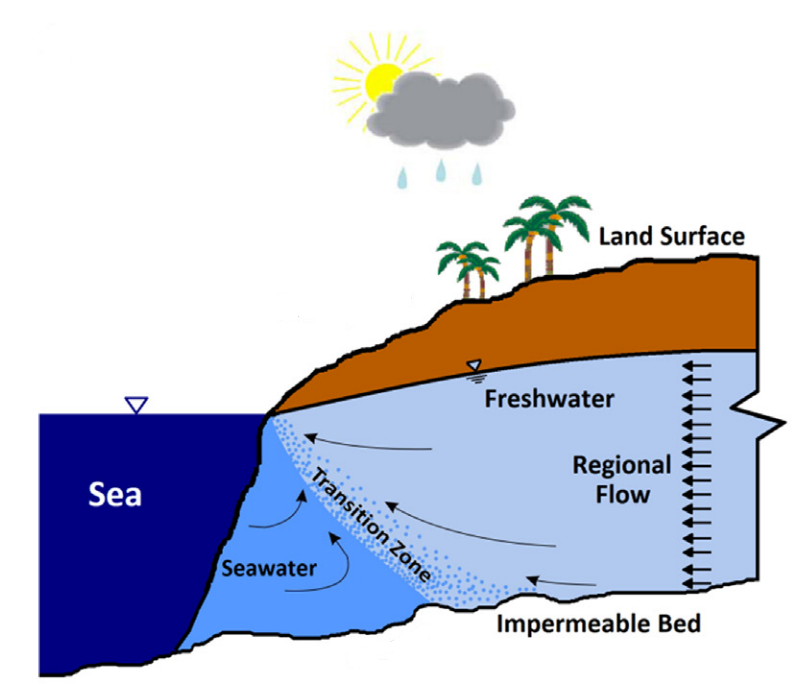 Land Surface
Freshwater
Regional
Flow
Sea
Transition Zone
Seawater
Impermeable Bed